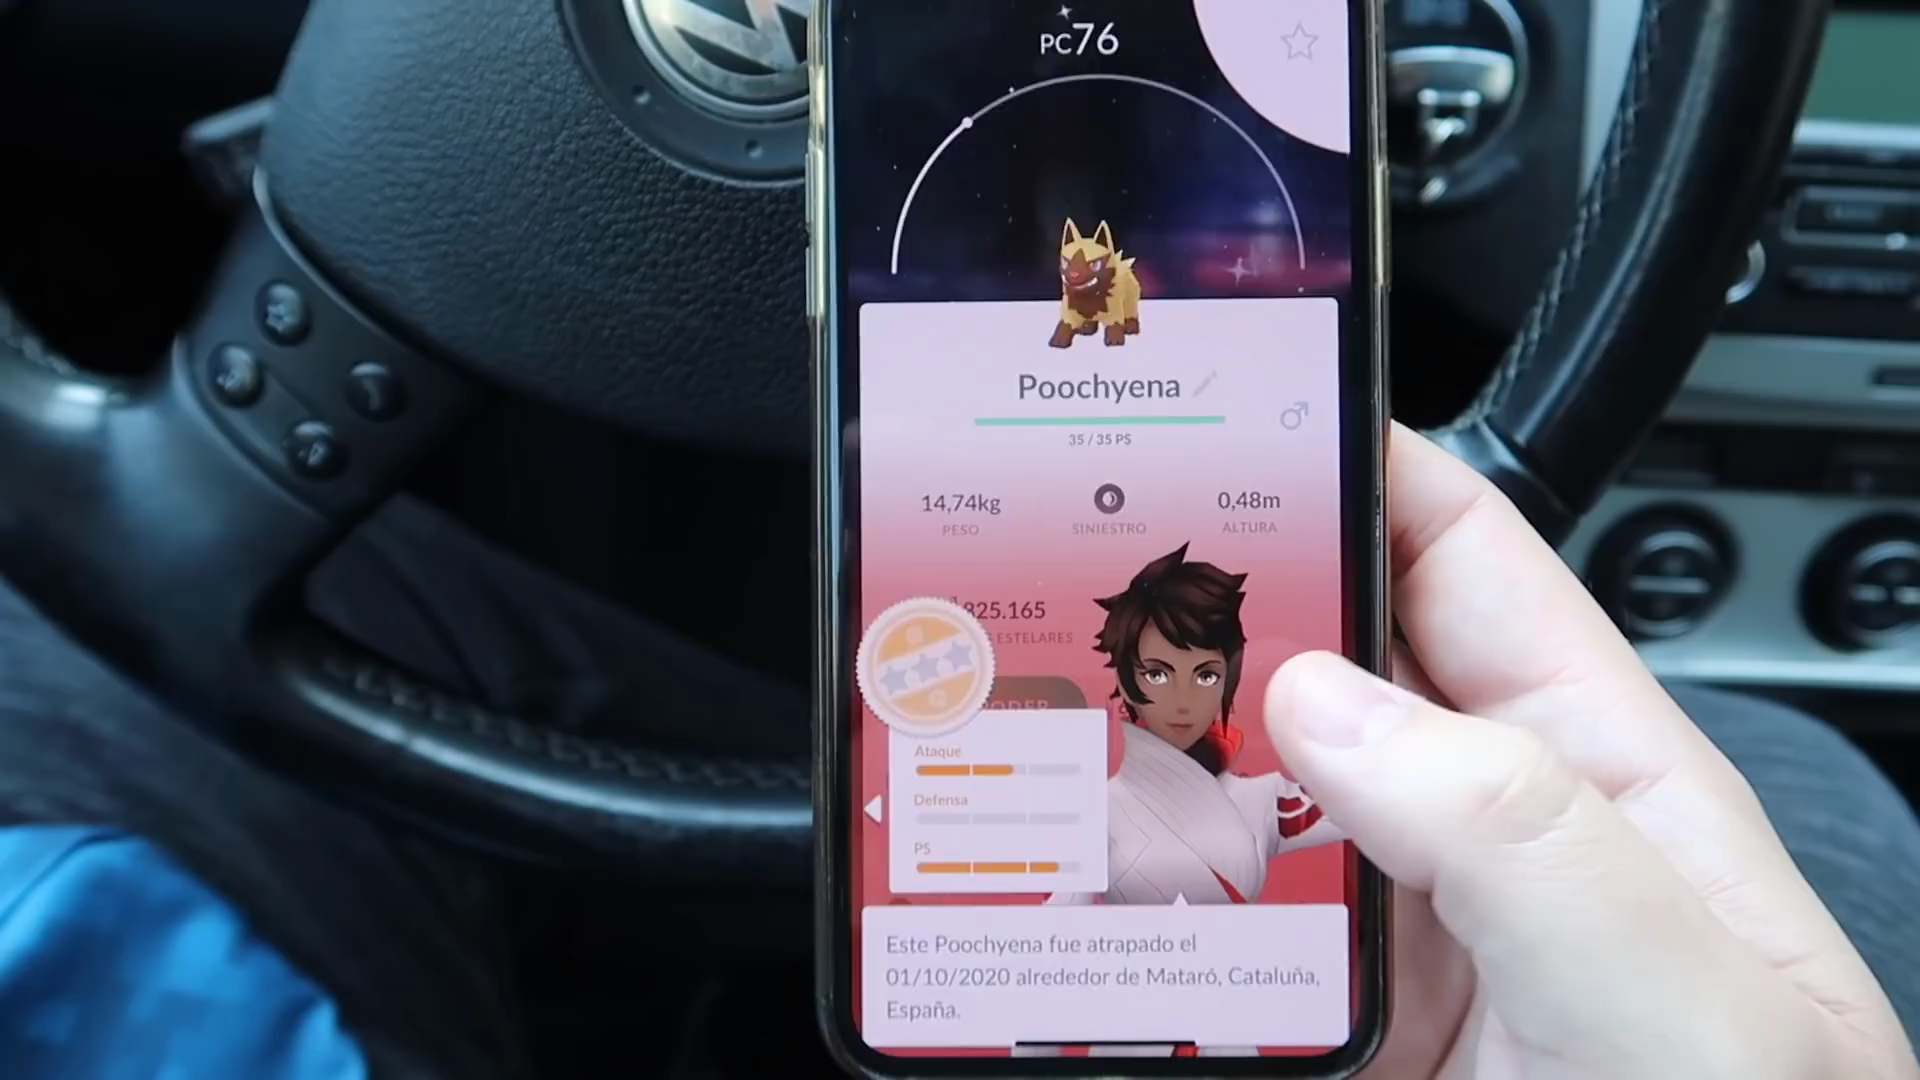 PC76
Poochyena
35 / 35 PS
14,74kg
PESO
SINIESTRO
0,48m
ALTURA
825.165
ESTELARES
Ataque
Defensa
PS
Este Poochyena fue atrapado el
01/10/2020 alrededor de Mataró, Cataluña,
España.